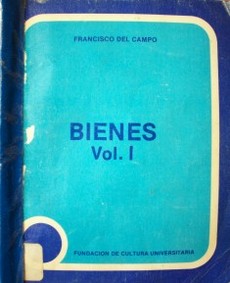 FRANCISCO DEL CAMPO
BIENES
Vol. I
FUNDACION DE CULTURA UNIVERSITARIA